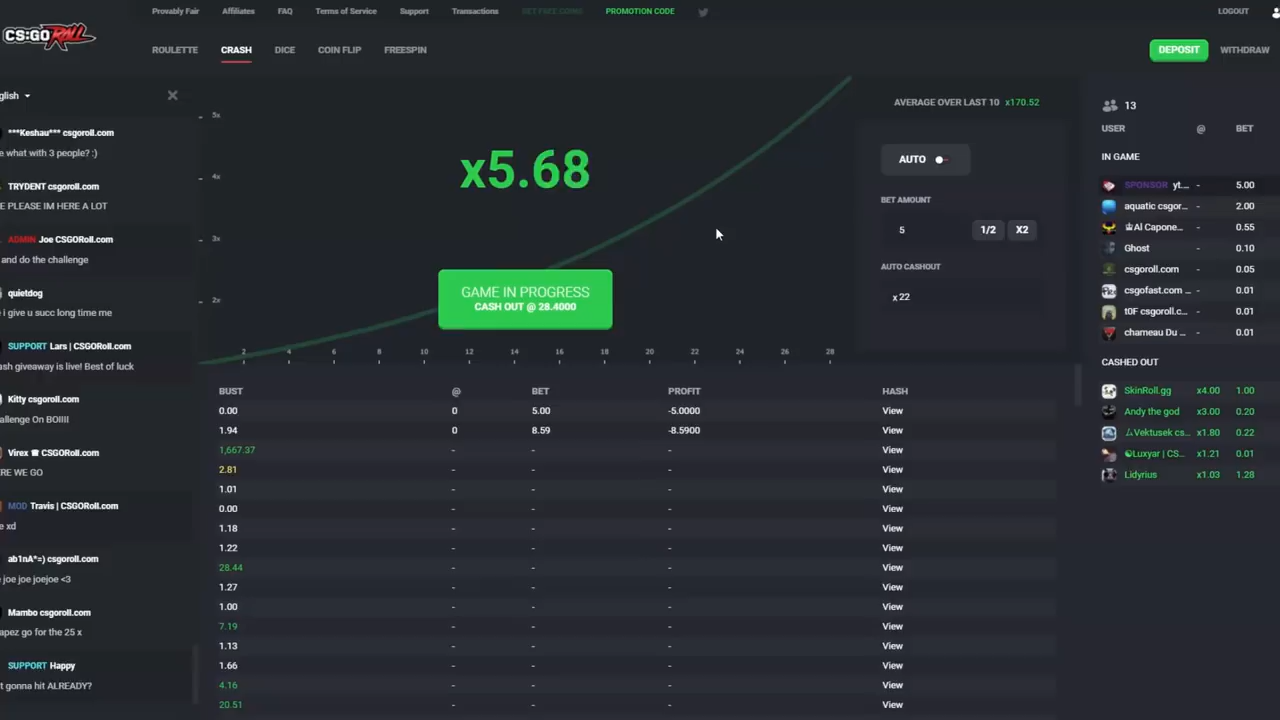 Provably Fair Affiliates FAQ Terms of Service Support Transactions GET FREE COINS PROMOTION CODE LOGOUT
CS:GO ROLL
ROULETTE CRASH DICE COIN FLIP FREESPIN DEPOSIT WITHDRAW
glish
***Keshau*** csgoroll.com
e what with 3 people? :)
TRYDENT csgoroll.com
E PLEASE IM HERE A LOT
ADMIN Joe CSGORoll.com
and do the challenge
quietdog
e i give u succ long time me
SUPPORT Lars | CSGORoll.com
ash giveaway is live! Best of luck
Kitty csgoroll.com
allenge On BOIIII
Virex ☎ CSGORoll.com
ERE WE GO
MOD Travis | CSGORoll.com
e xd
ab1nA*=) csgoroll.com
e joe joe joejoe <3
Mambo csgoroll.com
apez go for the 25 x
SUPPORT Happy
t gonna hit ALREADY?
5x
4x
3x
2x
x5.68
GAME IN PROGRESS
CASH OUT @ 28.4000
2 4 6 8 10 12 14 16 18 20 22 24 26 28
AVERAGE OVER LAST 10 x170.52
AUTO
BET AMOUNT
5 1/2 X2
AUTO CASHOUT
x 22
BUST @ BET PROFIT HASH
0.00 0 5.00 -5.0000 View
1.94 0 8.59 -8.5900 View
1,667.37 - - - View
2.81 - - - View
1.01 - - - View
0.00 - - - View
1.18 - - - View
1.22 - - - View
28.44 - - - View
1.27 - - - View
1.00 - - - View
7.19 - - - View
1.13 - - - View
1.66 - - - View
4.16 - - - View
20.51 - - - View
13
USER @ BET
IN GAME
SPONSOR yt.... - 5.00
aquatic csgor... - 2.00
♔Al Capone... - 0.55
Ghost - 0.10
csgoroll.com - 0.05
csgofast.com ... - 0.01
t0F csgoroll.c... - 0.01
chameau Du ... - 0.01
CASHED OUT
SkinRoll.gg x4.00 1.00
Andy the god x3.00 0.20
Vektusek cs... x1.80 0.22
☯Luxyar | CS... x1.21 0.01
Lidyrius x1.03 1.28